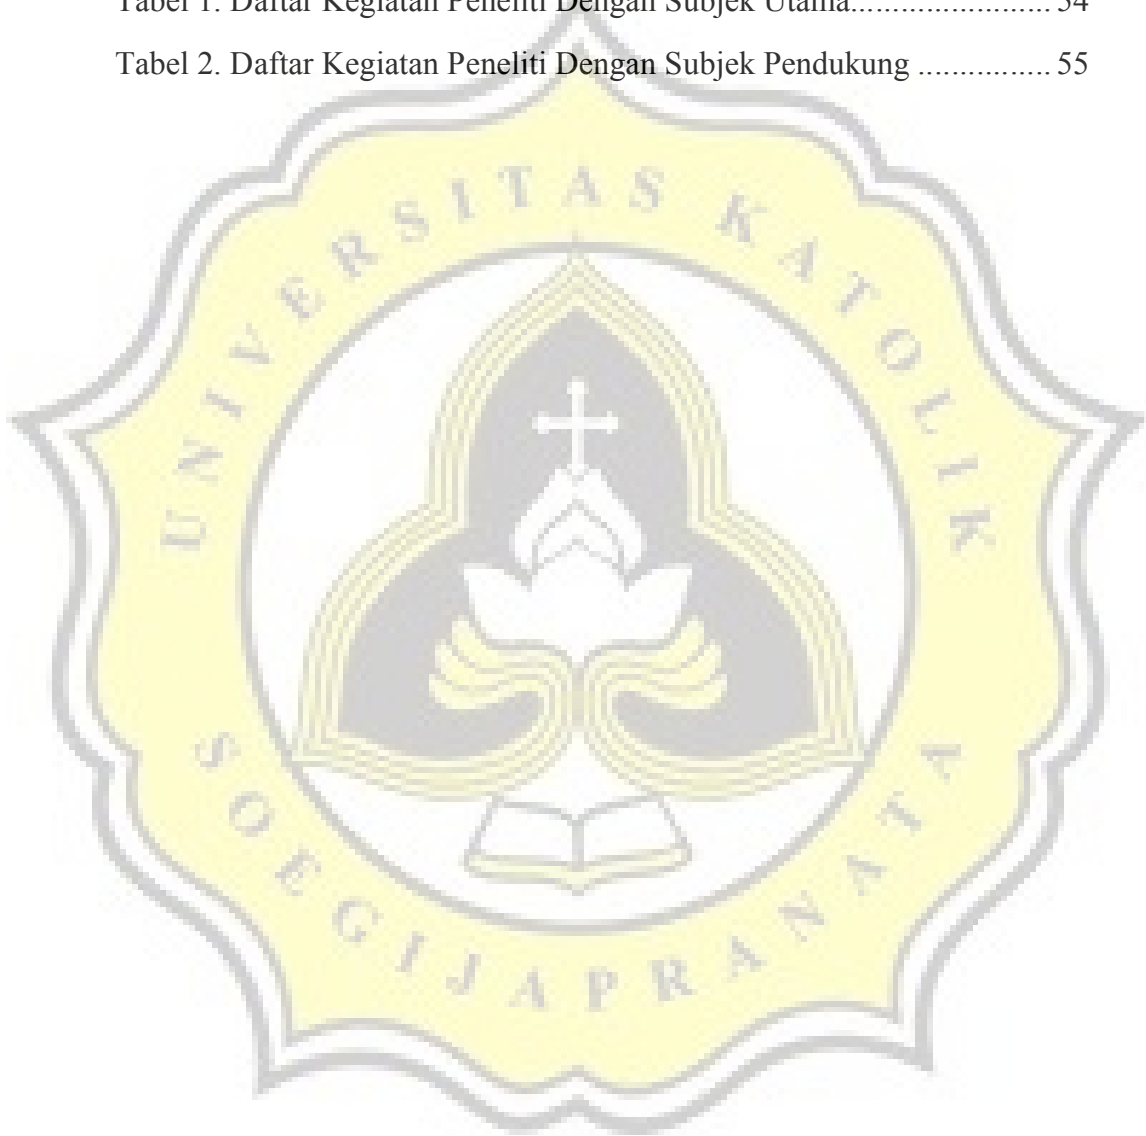 Tabel 1. Daftar Kegiatan Peneliti Dengan Subjek Utama........................ 54
Tabel 2. Daftar Kegiatan Peneliti Dengan Subjek Pendukung ................ 55
UNIVERSITAS KATOLIK
SOEGIJAPRANATA